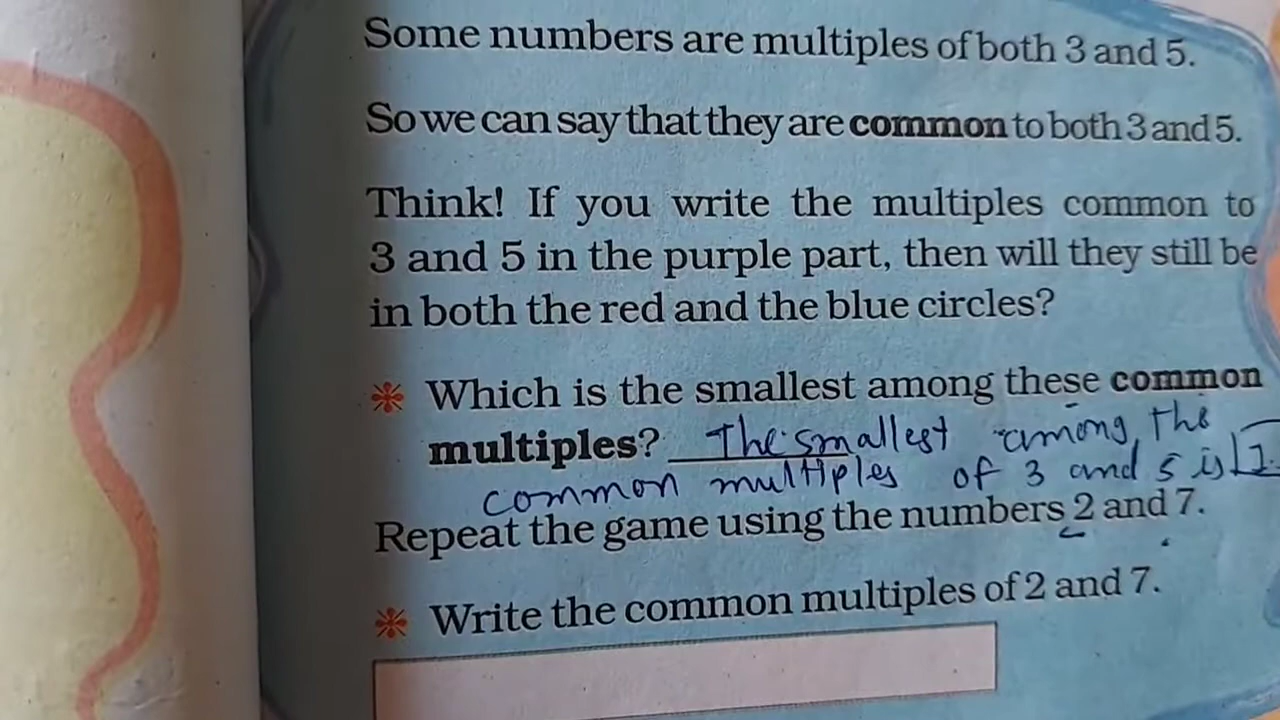 Some numbers are multiples of both 3 and 5.
So we can say that they are common to both 3 and 5.
Think! If you write the multiples common to
3 and 5 in the purple part, then will they still be
in both the red and the blue circles?
Which is the smallest among these common
multiples? The smallest among the
common multiples of 3 and 5 is
Repeat the game using the numbers 2 and 7.
Write the common multiples of 2 and 7.